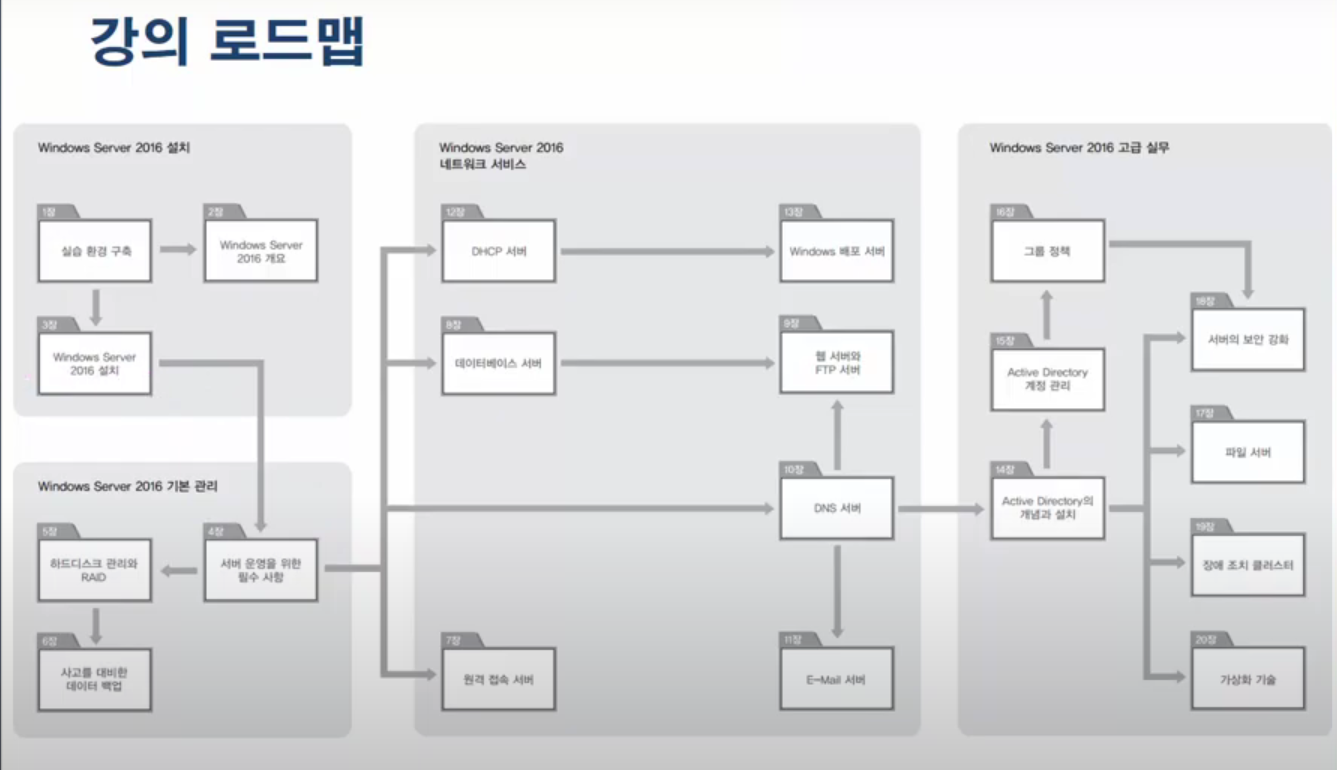 강의 로드맵
Windows Server 2016 설치
1장
실습 환경 구축
2장
Windows Server
2016 개요
3장
Windows Server
2016 설치
Windows Server 2016 기본 관리
5장
하드디스크 관리와
RAID
4장
서버 운영을 위한
필수 사항
6장
사고를 대비한
데이터 백업
Windows Server 2016
네트워크 서비스
12장
DHCP 서버
13장
Windows 배포 서버
8장
데이터베이스 서버
9장
웹 서버와
FTP 서버
10장
DNS 서버
7장
원격 접속 서버
11장
E-Mail 서버
Windows Server 2016 고급 실무
16장
그룹 정책
18장
서버의 보안 강화
15장
Active Directory
계정 관리
17장
파일 서버
14장
Active Directory의
개념과 설치
19장
장애 조치 클러스터
20장
가상화 기술